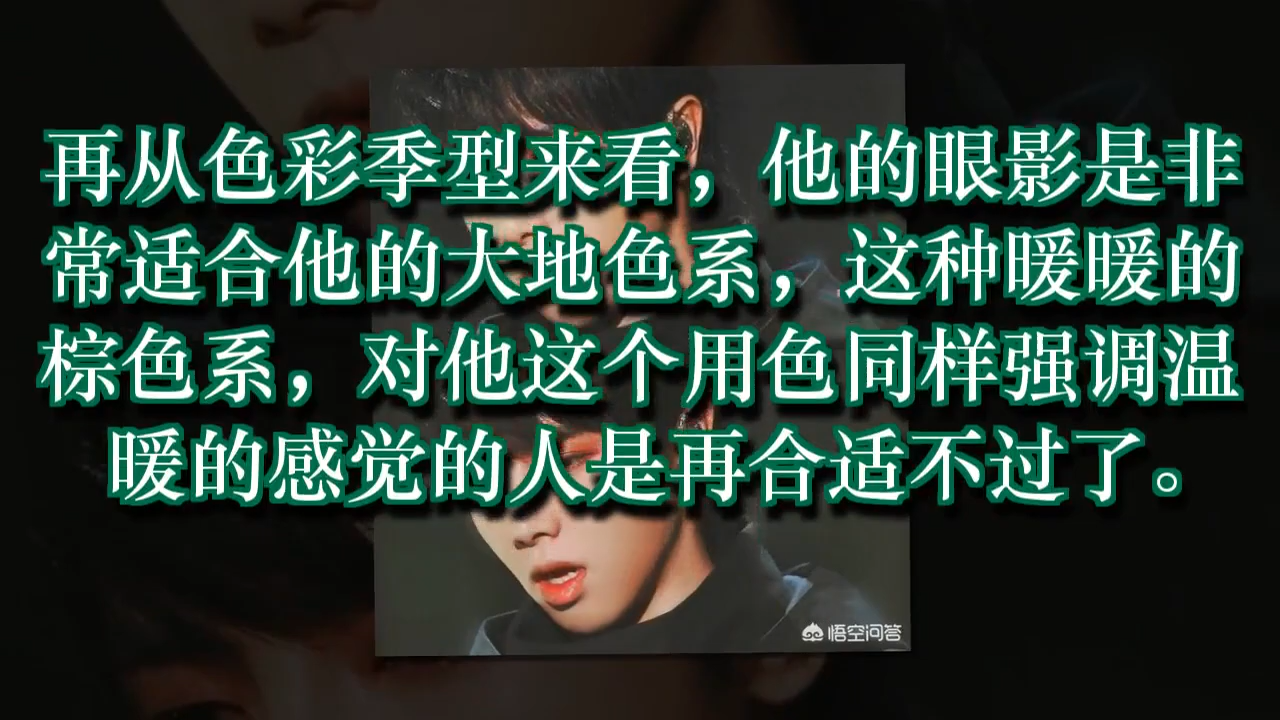 再从色彩季型来看，他的眼影是非
常适合他的大地色系，这种暖暖的
棕色系，对他这个用色同样强调温
暖的感觉的人是再合适不过了。
悟空问答